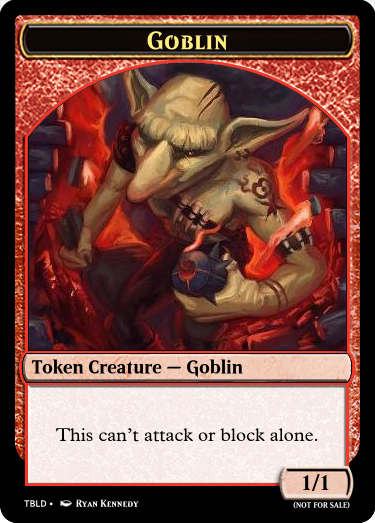 Goblin
Token Creature — Goblin
This can't attack or block alone.
1/1
TBLD • Ryan Kennedy
(NOT FOR SALE)